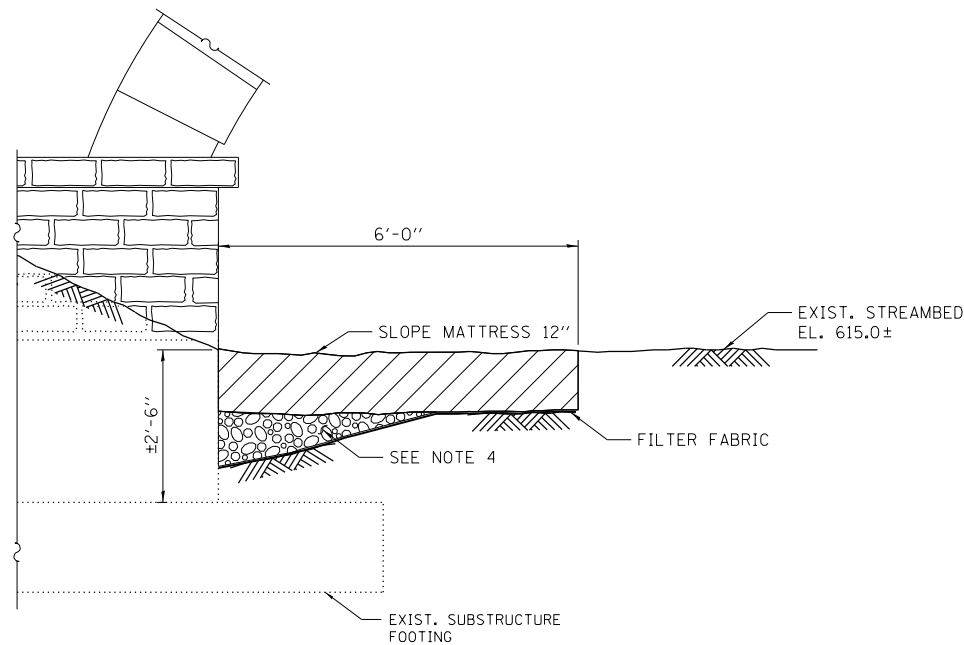 6'-0"
SLOPE MATTRESS 12"
EXIST. STREAMBED
EL. 615.0±
±2'-6"
FILTER FABRIC
SEE NOTE 4
EXIST. SUBSTRUCTURE
FOOTING